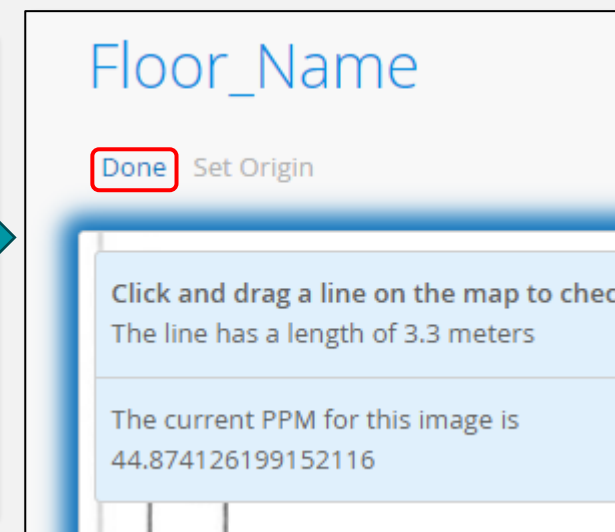 Floor_Name
Done Set Origin
Click and drag a line on the map to chec
The line has a length of 3.3 meters
The current PPM for this image is
44.874126199152116